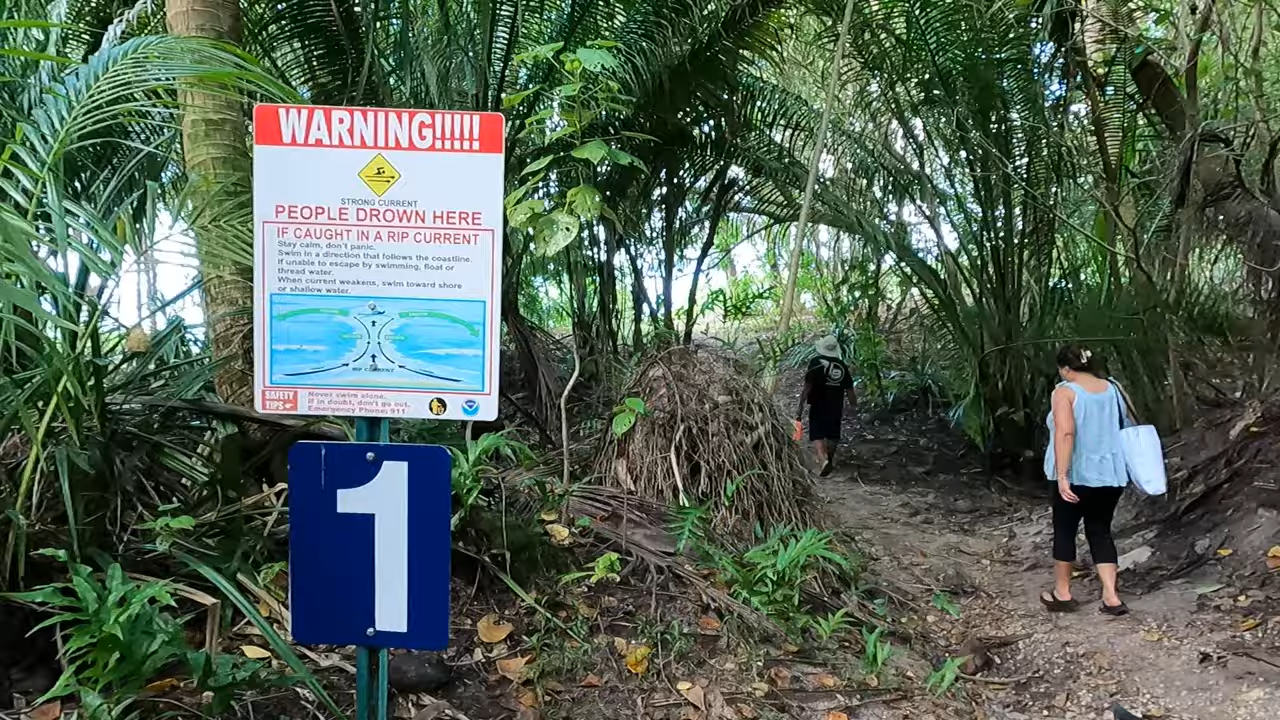 WARNING!!!!!
STRONG CURRENT
PEOPLE DROWN HERE
IF CAUGHT IN A RIP CURRENT
Stay calm, don't panic.
Swim in a direction that follows the coastline.
If unable to escape by swimming, float or
thread water.
When current weakens, swim toward shore
or shallow water.
RIP CURRENT
SAFETY
TIPS
Never swim alone.
If in doubt, don't go out.
Emergency Phone: 911
1